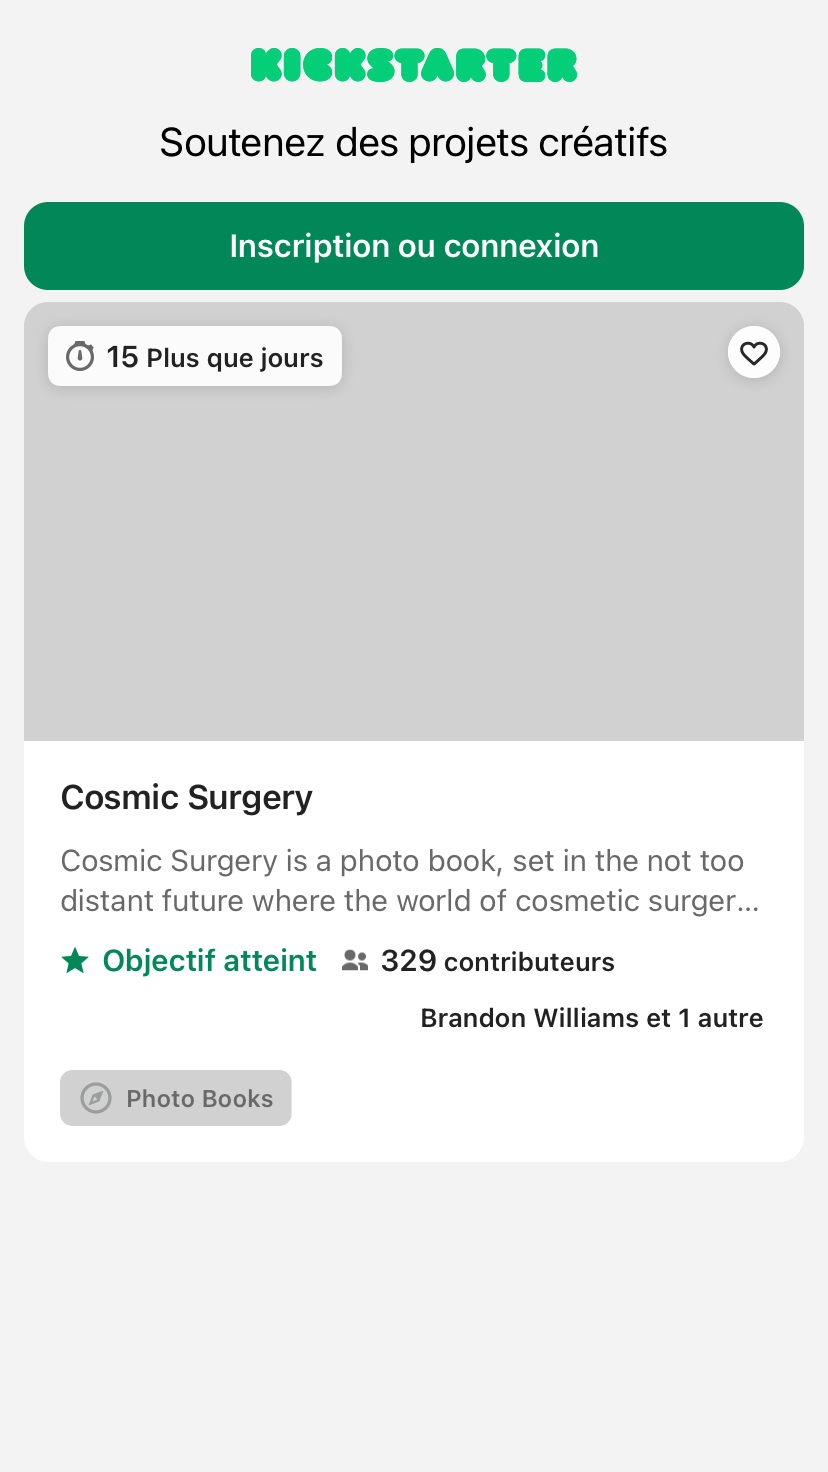 KICKSTARTER
Soutenez des projets créatifs
Inscription ou connexion
15 Plus que jours
Cosmic Surgery
Cosmic Surgery is a photo book, set in the not too
distant future where the world of cosmetic surger…
Objectif atteint 329 contributeurs
Brandon Williams et 1 autre
Photo Books